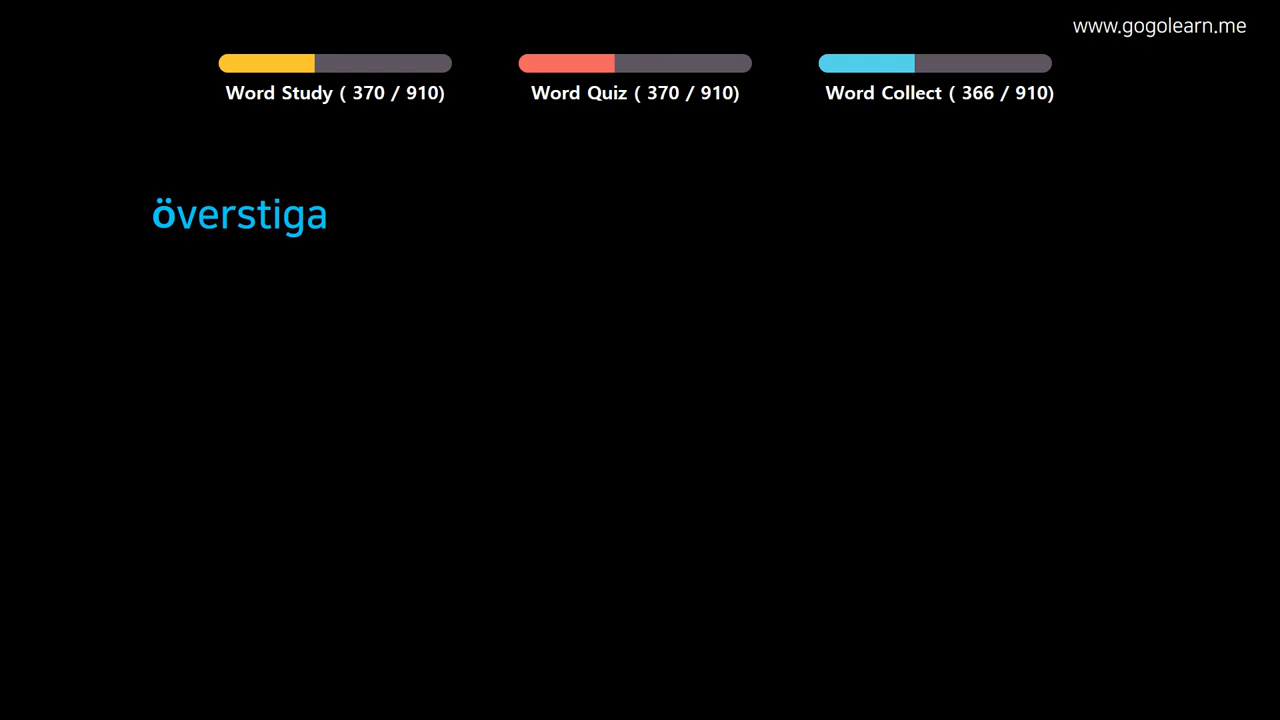 www.gogolearn.me
Word Study ( 370 / 910)
Word Quiz ( 370 / 910)
Word Collect ( 366 / 910)
överstiga